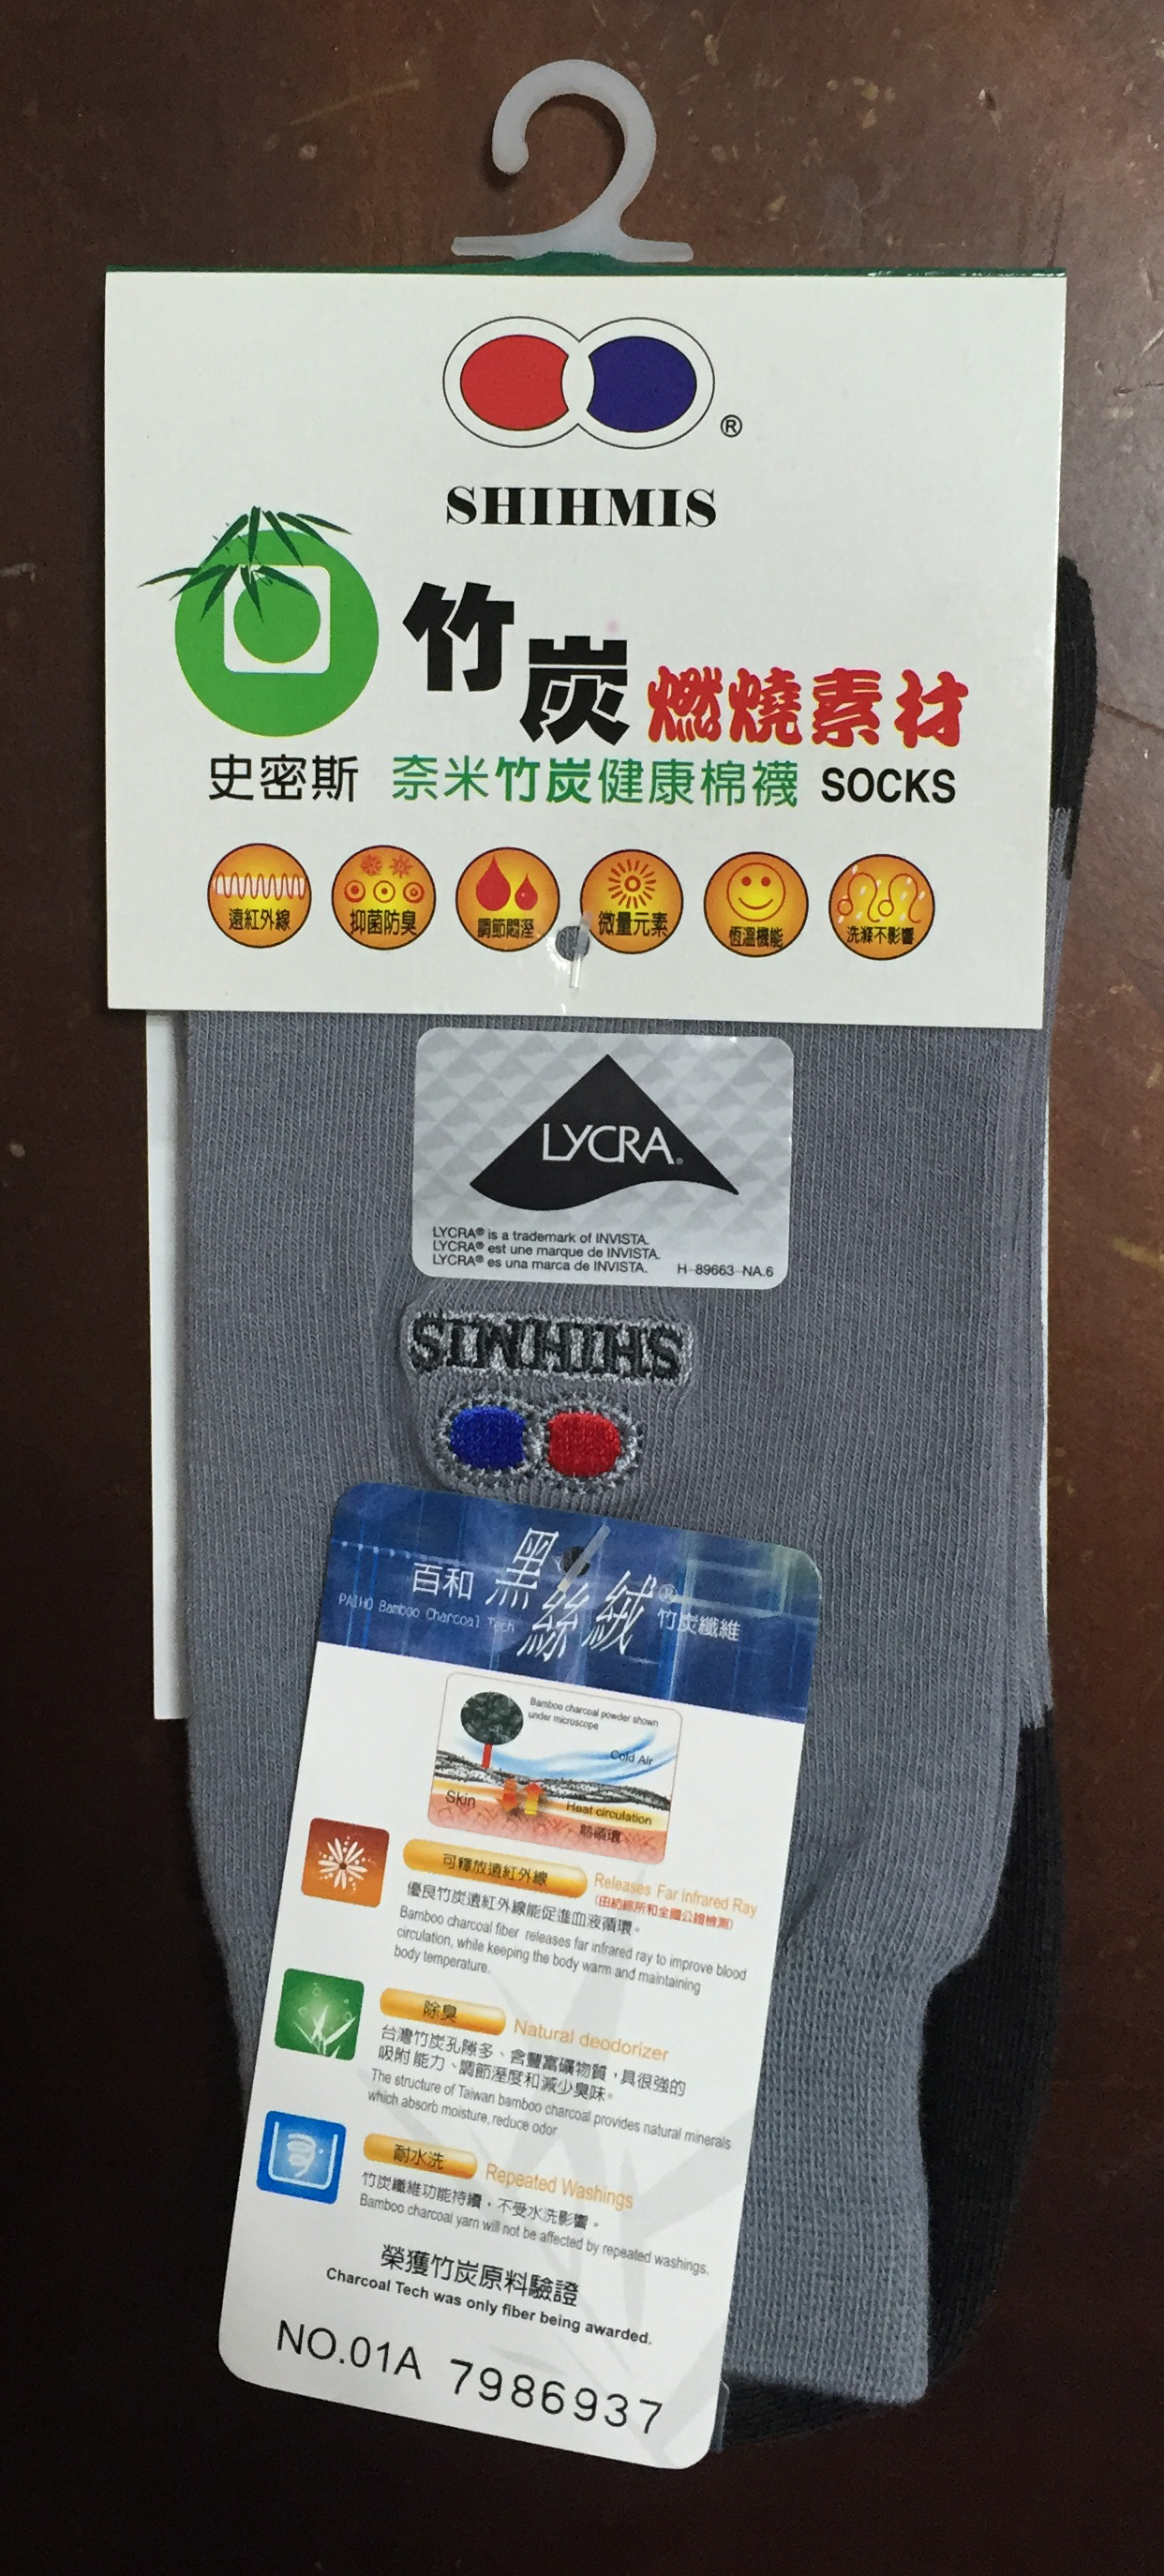 ®
SHIHMIS
竹炭 燃燒素材
史密斯 奈米竹炭健康棉襪 SOCKS
遠紅外線 抑菌防臭 調節悶溼 微量元素 恆溫機能 洗滌不影響
LYCRA®
LYCRA® is a trademark of INVISTA.
LYCRA® est une marque de INVISTA.
LYCRA® es una marca de INVISTA. H 89663 NA.6
SHIHMIS
百和 黑絲絨® 竹炭纖維
PAIHO Bamboo Charcoal Tech
Bamboo charcoal powder shown
under microscope
Cold Air
Skin
Heat circulation
熱循環
可釋放遠紅外線 Releases Far Infrared Ray
(由紡綜所和全國公證檢測)
優良竹炭遠紅外線能促進血液循環。
Bamboo charcoal fiber releases far infrared ray to improve blood
circulation, while keeping the body warm and maintaining
body temperature.
除臭 Natural deodorizer
台灣竹炭孔隙多、含豐富礦物質，具很強的
吸附能力、調節溼度和減少臭味。
The structure of Taiwan bamboo charcoal provides natural minerals
which absorb moisture, reduce odor
耐水洗 Repeated Washings
竹炭纖維功能持續，不受水洗影響。
Bamboo charcoal yarn will not be affected by repeated washings.
榮獲竹炭原料驗證
Charcoal Tech was only fiber being awarded.
NO.01A 7986937